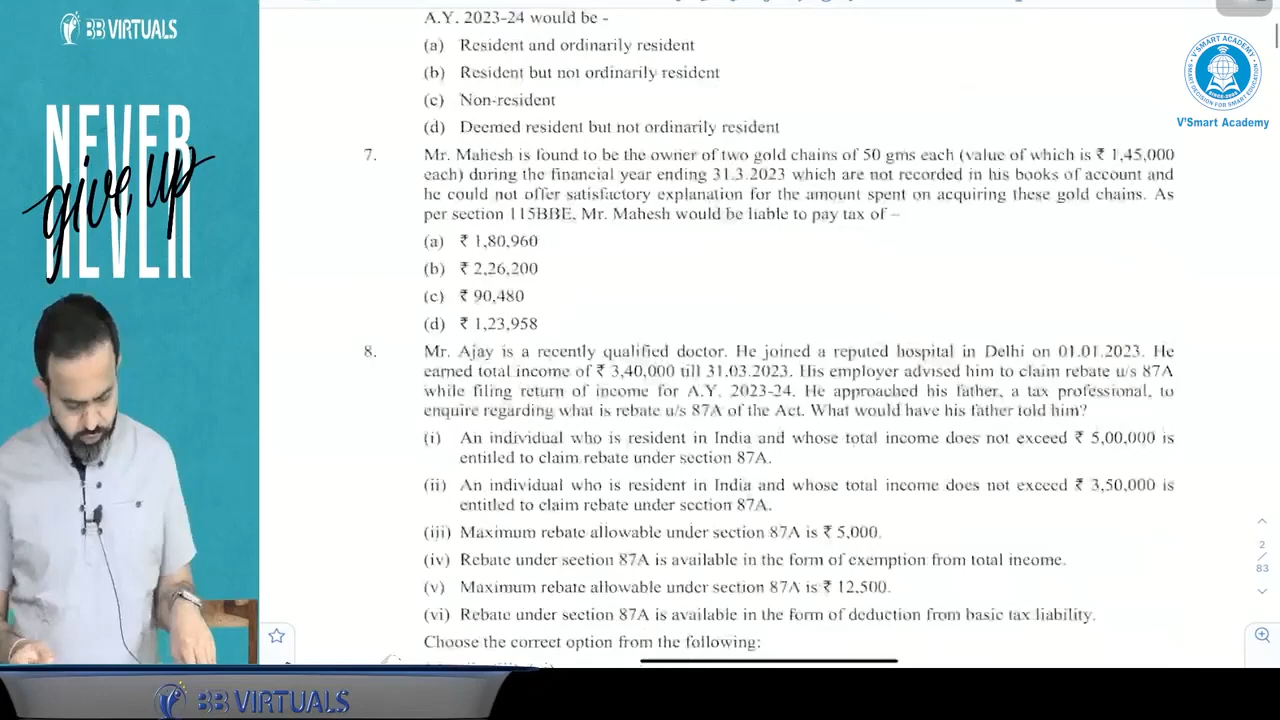 BB VIRTUALS
NEVER
give up
NEVER
V'SMART ACADEMY
SMART DECISION FOR SMART EDUCATION
V'Smart Academy
A.Y. 2023-24 would be -
(a) Resident and ordinarily resident
(b) Resident but not ordinarily resident
(c) Non-resident
(d) Deemed resident but not ordinarily resident
7. Mr. Mahesh is found to be the owner of two gold chains of 50 gms each (value of which is ₹ 1,45,000
each) during the financial year ending 31.3.2023 which are not recorded in his books of account and
he could not offer satisfactory explanation for the amount spent on acquiring these gold chains. As
per section 115BBE, Mr. Mahesh would be liable to pay tax of –
(a) ₹ 1,80,960
(b) ₹ 2,26,200
(c) ₹ 90,480
(d) ₹ 1,23,958
8. Mr. Ajay is a recently qualified doctor. He joined a reputed hospital in Delhi on 01.01.2023. He
earned total income of ₹ 3,40,000 till 31.03.2023. His employer advised him to claim rebate u/s 87A
while filing return of income for A.Y. 2023-24. He approached his father, a tax professional, to
enquire regarding what is rebate u/s 87A of the Act. What would have his father told him?
(i) An individual who is resident in India and whose total income does not exceed ₹ 5,00,000 is
entitled to claim rebate under section 87A.
(ii) An individual who is resident in India and whose total income does not exceed ₹ 3,50,000 is
entitled to claim rebate under section 87A.
(iii) Maximum rebate allowable under section 87A is ₹ 5,000.
(iv) Rebate under section 87A is available in the form of exemption from total income.
(v) Maximum rebate allowable under section 87A is ₹ 12,500.
(vi) Rebate under section 87A is available in the form of deduction from basic tax liability.
Choose the correct option from the following:
2
/
83
BB VIRTUALS